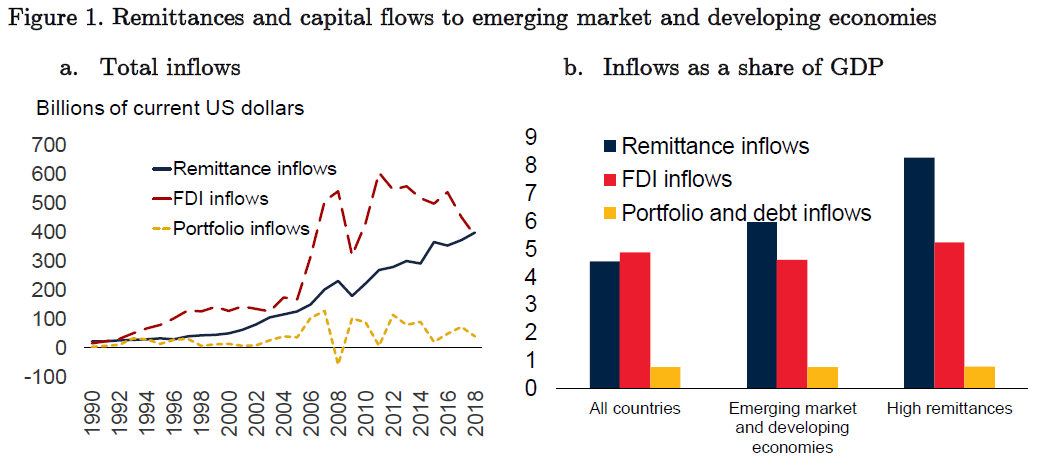 Figure 1. Remittances and capital flows to emerging market and developing economies
a. Total inflows
Billions of current US dollars
700
600
500
400
300
200
100
0
-100
Remittance inflows
FDI inflows
Portfolio inflows
1990
1992
1994
1996
1998
2000
2002
2004
2006
2008
2010
2012
2014
2016
2018
b. Inflows as a share of GDP
9
8
7
6
5
4
3
2
1
0
Remittance inflows
FDI inflows
Portfolio and debt inflows
All countries
Emerging market
and developing
economies
High remittances